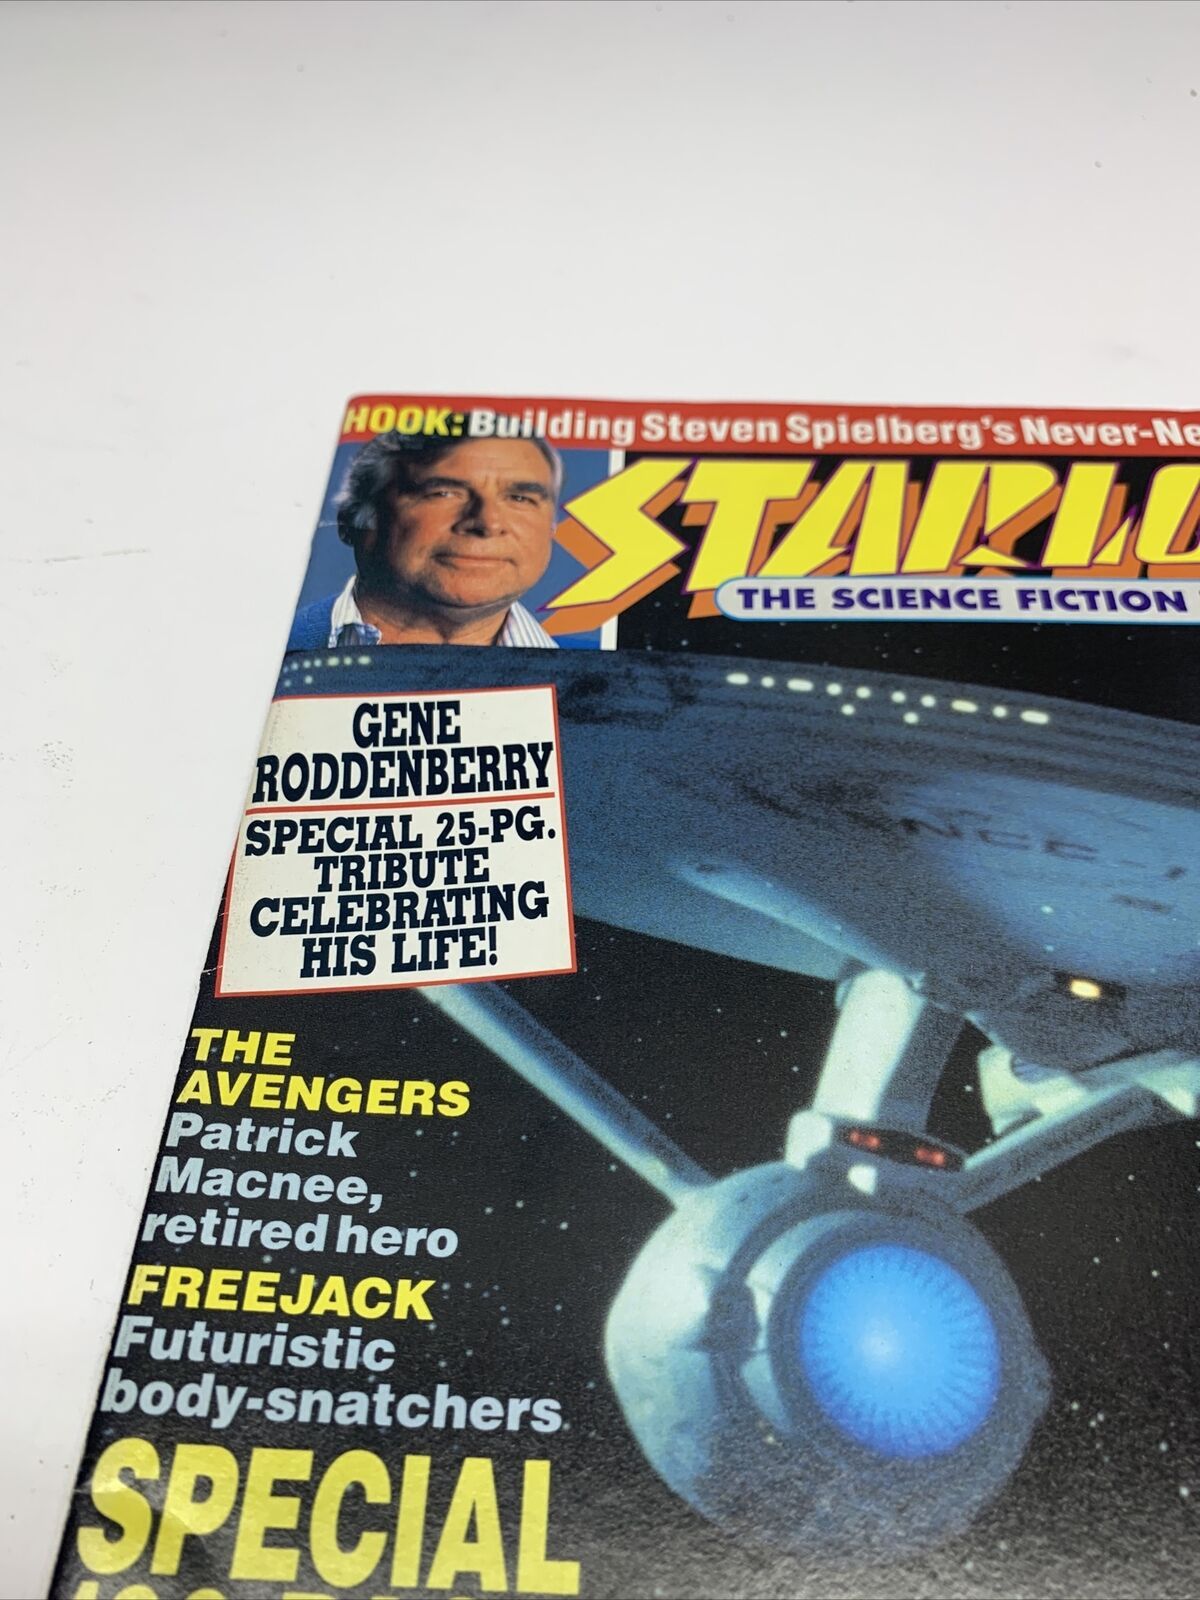 HOOK: Building Steven Spielberg's Never-Ne
STARLO
THE SCIENCE FICTION
GENE
RODDENBERRY
SPECIAL 25-PG.
TRIBUTE
CELEBRATING
HIS LIFE!
THE
AVENGERS
Patrick
Macnee,
retired hero
FREEJACK
Futuristic
body-snatchers
SPECIAL